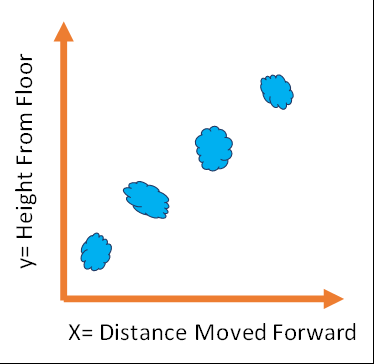 y= Height From Floor
X= Distance Moved Forward